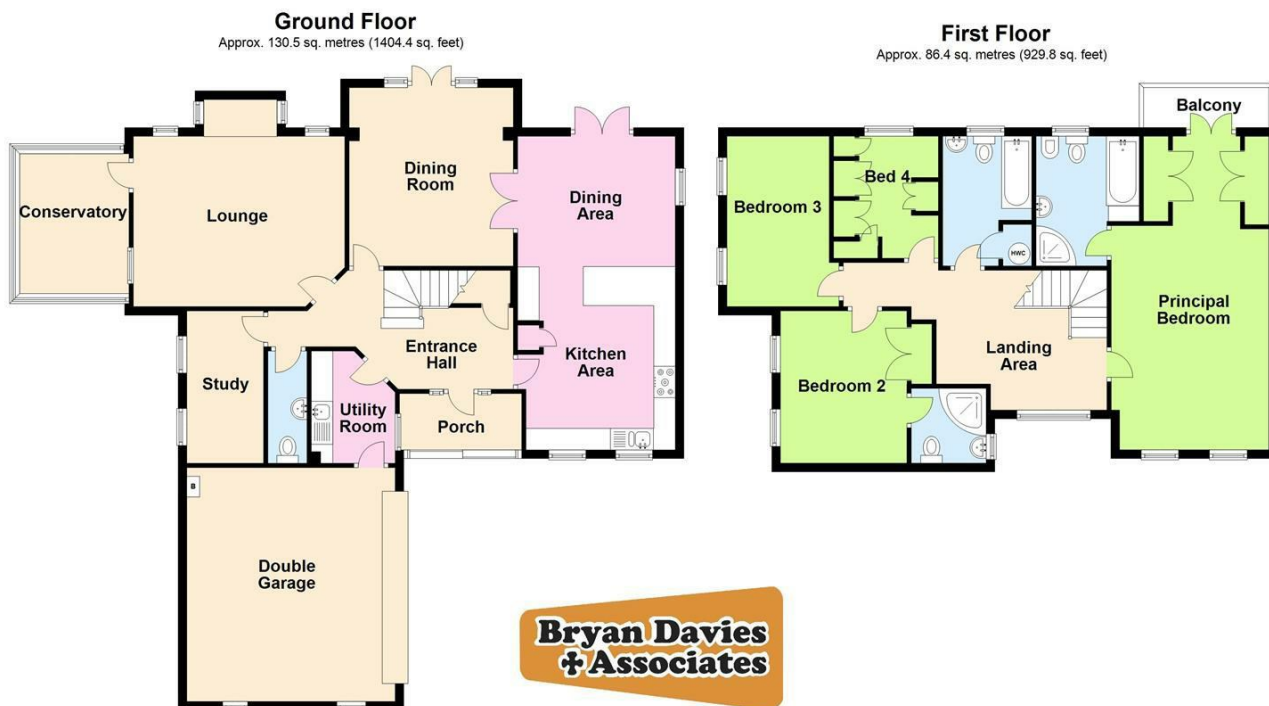 Ground Floor
Approx. 130.5 sq. metres (1404.4 sq. feet)
Conservatory
Lounge
Dining
Room
Dining
Area
Study
Utility
Room
Entrance
Hall
Porch
Kitchen
Area
Double
Garage
First Floor
Approx. 86.4 sq. metres (929.8 sq. feet)
Balcony
Bedroom 3
Bed 4
HWC
Principal
Bedroom
Bedroom 2
Landing
Area
Bryan Davies
+ Associates